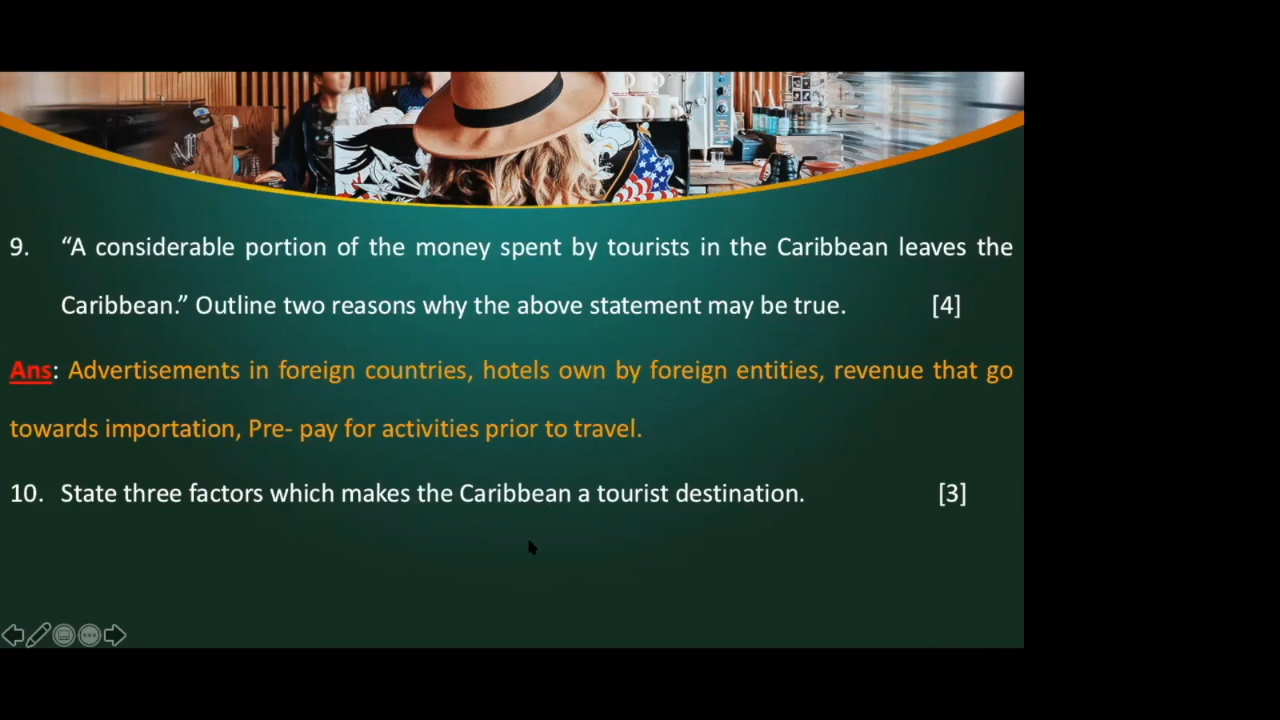 9. “A considerable portion of the money spent by tourists in the Caribbean leaves the
Caribbean.” Outline two reasons why the above statement may be true. [4]
Ans: Advertisements in foreign countries, hotels own by foreign entities, revenue that go
towards importation, Pre- pay for activities prior to travel.
10. State three factors which makes the Caribbean a tourist destination. [3]